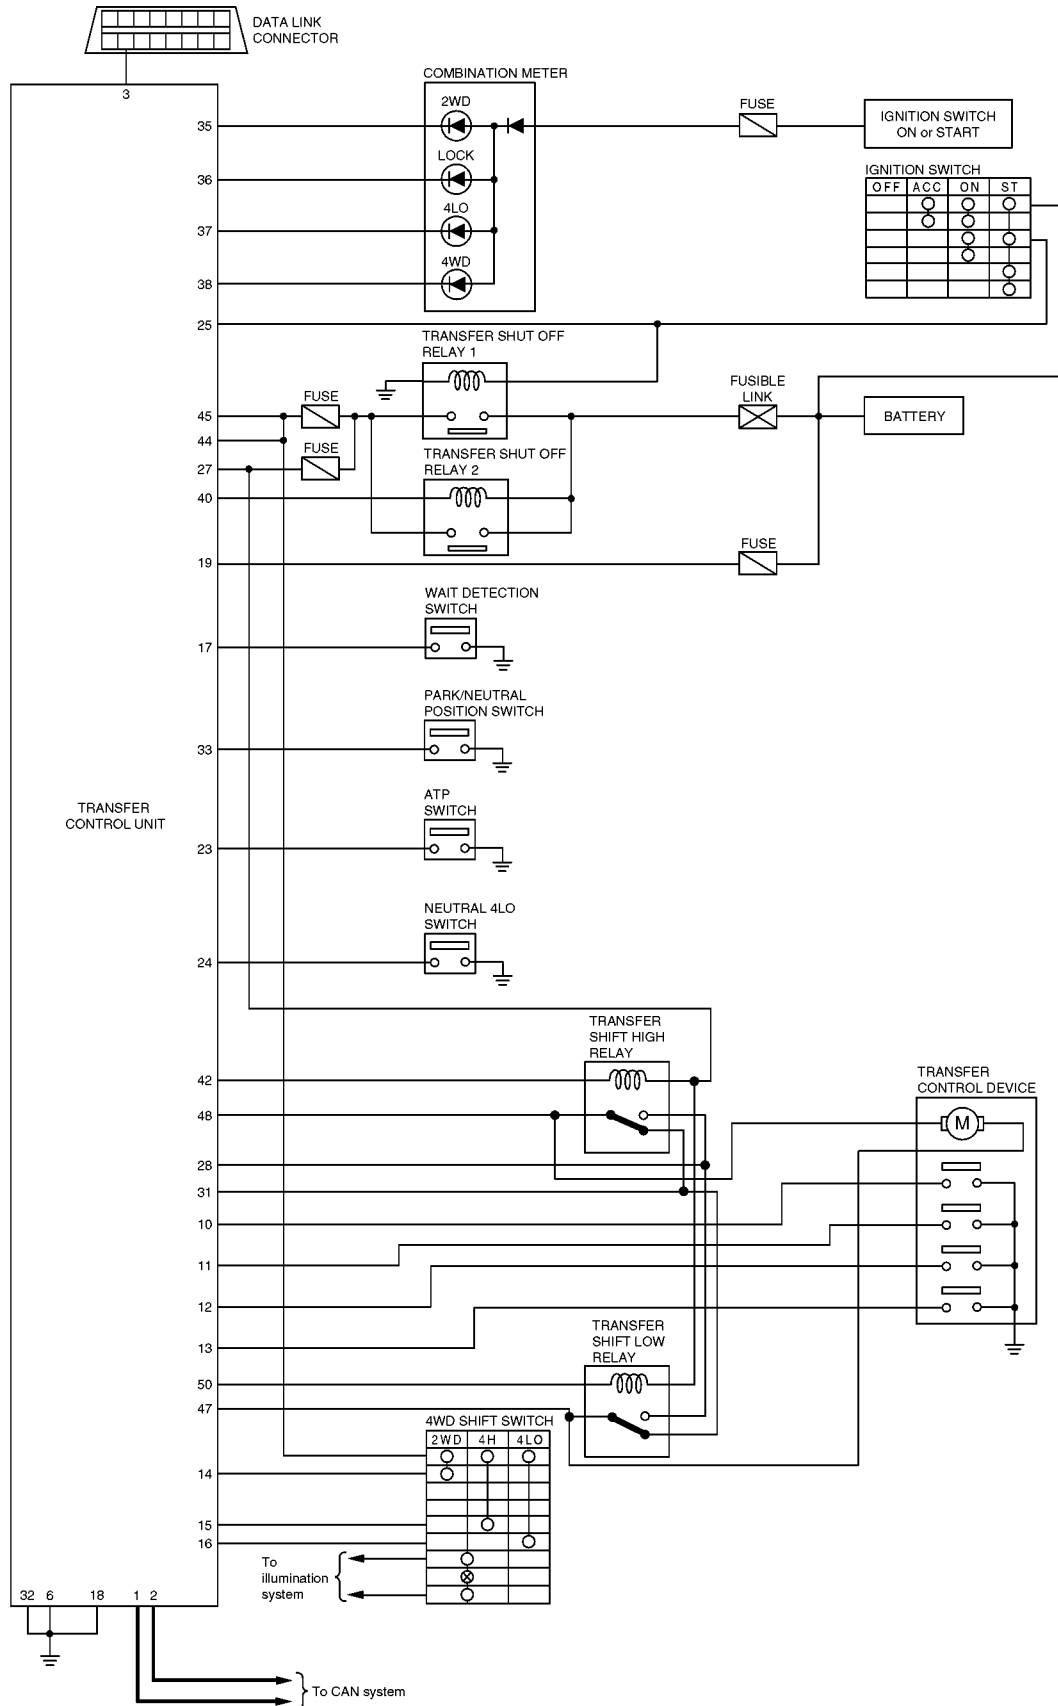 DATA LINK
CONNECTOR
3
COMBINATION METER
2WD
LOCK
4LO
4WD
FUSE
IGNITION SWITCH
ON or START
IGNITION SWITCH
OFF ACC ON ST
35
36
37
38
25
TRANSFER SHUT OFF
RELAY 1
FUSE
FUSIBLE
LINK
BATTERY
45
44
FUSE
27
TRANSFER SHUT OFF
RELAY 2
40
FUSE
19
WAIT DETECTION
SWITCH
17
PARK/NEUTRAL
POSITION SWITCH
33
TRANSFER
CONTROL UNIT
ATP
SWITCH
23
NEUTRAL 4LO
SWITCH
24
TRANSFER
SHIFT HIGH
RELAY
42
48
28
31
TRANSFER
CONTROL DEVICE
M
10
11
12
13
TRANSFER
SHIFT LOW
RELAY
50
47
4WD SHIFT SWITCH
2WD 4H 4LO
14
15
16
To
illumination
system
32 6 18 1 2
To CAN system